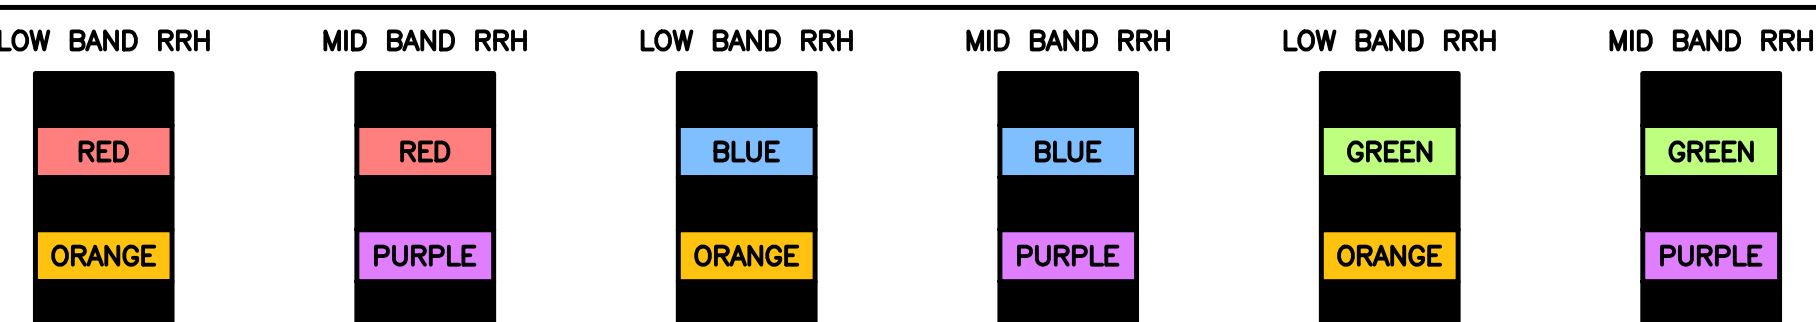 LOW BAND RRH MID BAND RRH LOW BAND RRH MID BAND RRH LOW BAND RRH MID BAND RRH
RED RED BLUE BLUE GREEN GREEN
ORANGE PURPLE ORANGE PURPLE ORANGE PURPLE